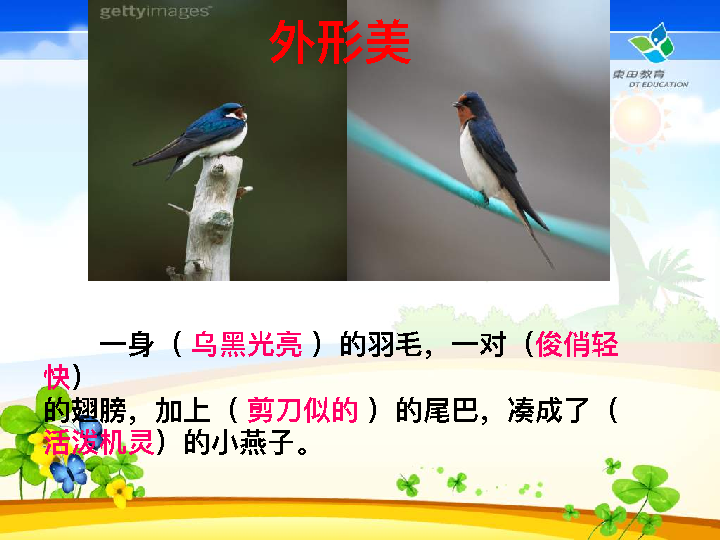 gettyimages™
外形美
東田教育
DT EDUCATION
一身（ 乌黑光亮 ）的羽毛，一对（俊俏轻
快）
的翅膀，加上（ 剪刀似的 ）的尾巴，凑成了（
活泼机灵）的小燕子。